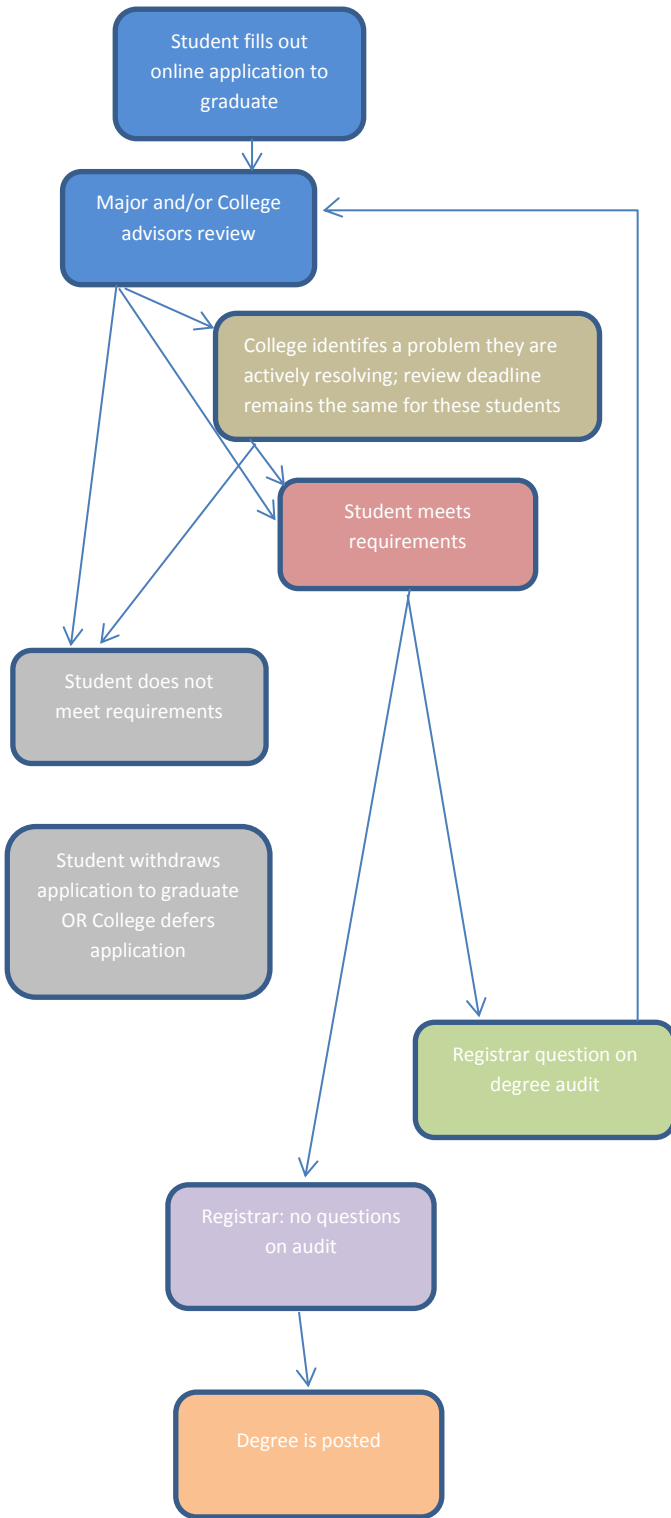 Student fills out
online application to
graduate
Major and/or College
advisors review
College identifes a problem they are
actively resolving; review deadline
remains the same for these students
Student meets
requirements
Student does not
meet requirements
Student withdraws
application to graduate
OR College defers
application
Registrar question on
degree audit
Registrar: no questions
on audit
Degree is posted